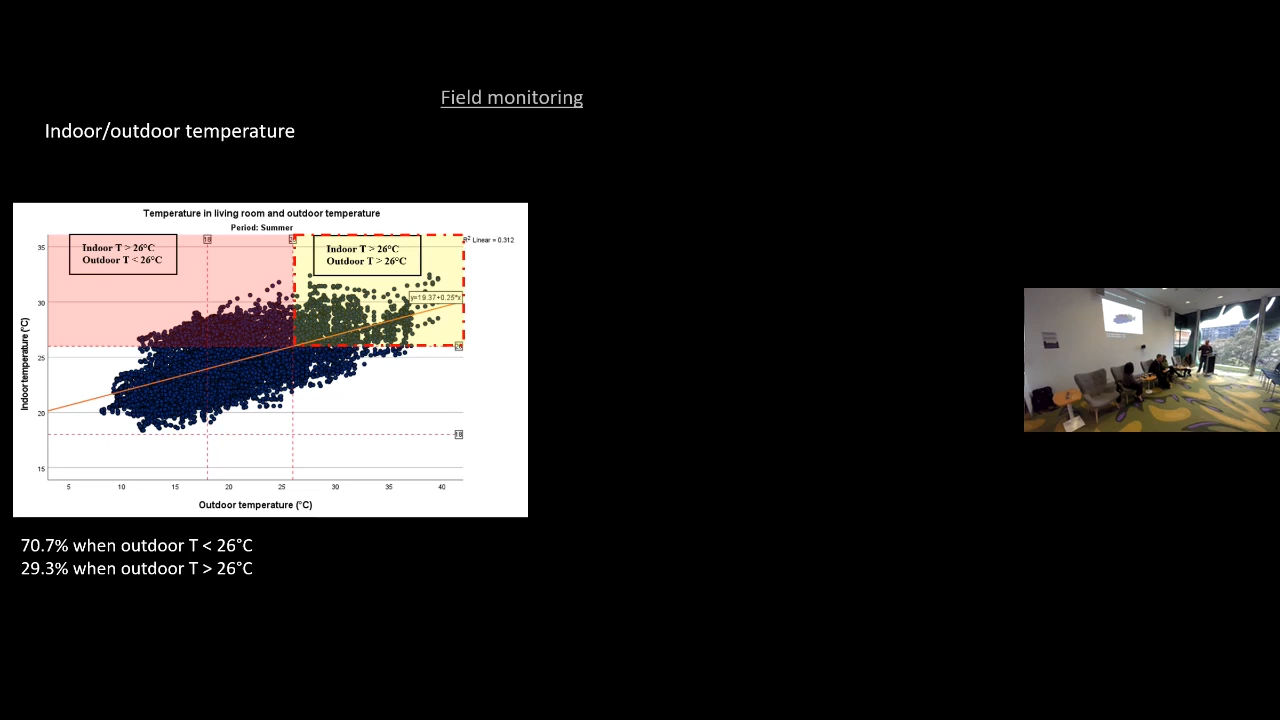 Field monitoring
Indoor/outdoor temperature
Temperature in living room and outdoor temperature
Period: Summer
R² Linear = 0.312
18
26
Indoor T > 26°C
Outdoor T < 26°C
Indoor T > 26°C
Outdoor T > 26°C
y=19.37+0.25*x
26
18
Indoor temperature (°C)
35
30
25
20
15
5
10
15
20
25
30
35
40
Outdoor temperature (°C)
70.7% when outdoor T < 26°C
29.3% when outdoor T > 26°C